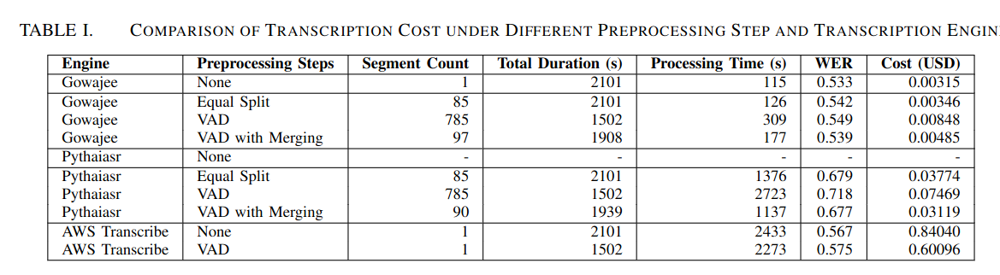 TABLE I. COMPARISON OF TRANSCRIPTION COST UNDER DIFFERENT PREPROCESSING STEP AND TRANSCRIPTION ENGIN
Engine Preprocessing Steps Segment Count Total Duration (s) Processing Time (s) WER Cost (USD)
Gowajee None 1 2101 115 0.533 0.00315
Gowajee Equal Split 85 2101 126 0.542 0.00346
Gowajee VAD 785 1502 309 0.549 0.00848
Gowajee VAD with Merging 97 1908 177 0.539 0.00485
Pythaiasr None - - - - -
Pythaiasr Equal Split 85 2101 1376 0.679 0.03774
Pythaiasr VAD 785 1502 2723 0.718 0.07469
Pythaiasr VAD with Merging 90 1939 1137 0.677 0.03119
AWS Transcribe None 1 2101 2433 0.567 0.84040
AWS Transcribe VAD 1 1502 2273 0.575 0.60096